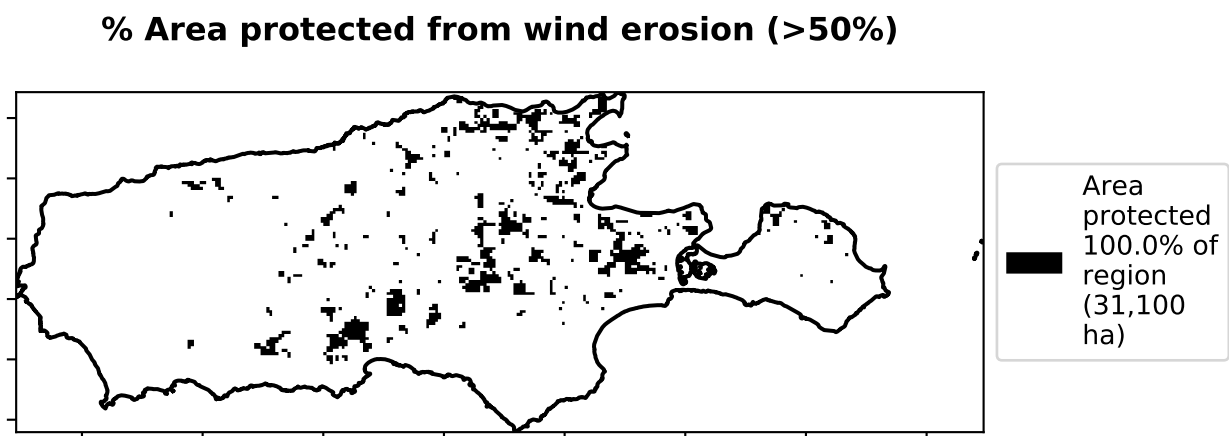 % Area protected from wind erosion (>50%)
Area
protected
100.0% of
region
(31,100
ha)